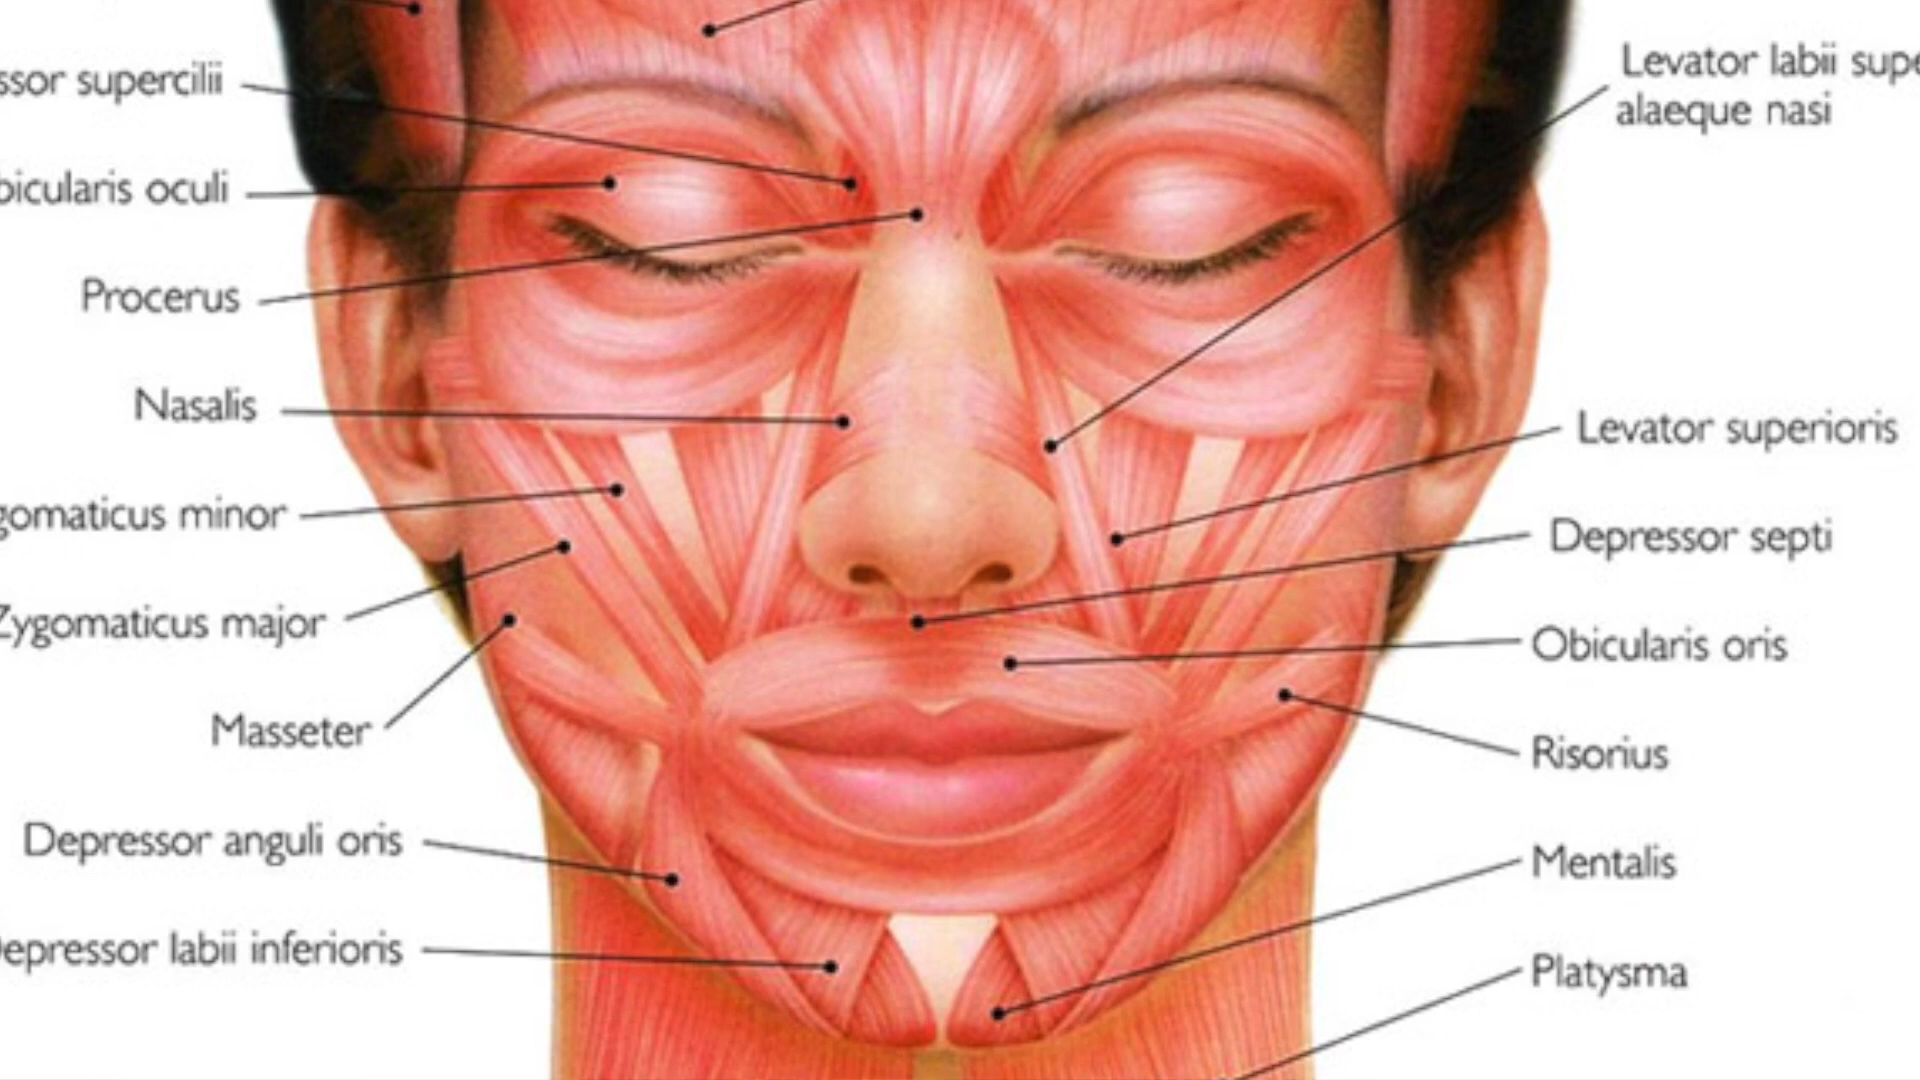 ssor supercilii
bicularis oculi
Procerus
Nasalis
gomaticus minor
Zygomaticus major
Masseter
Depressor anguli oris
Depressor labii inferioris
Levator labii supe
alaeque nasi
Levator superioris
Depressor septi
Obicularis oris
Risorius
Mentalis
Platysma